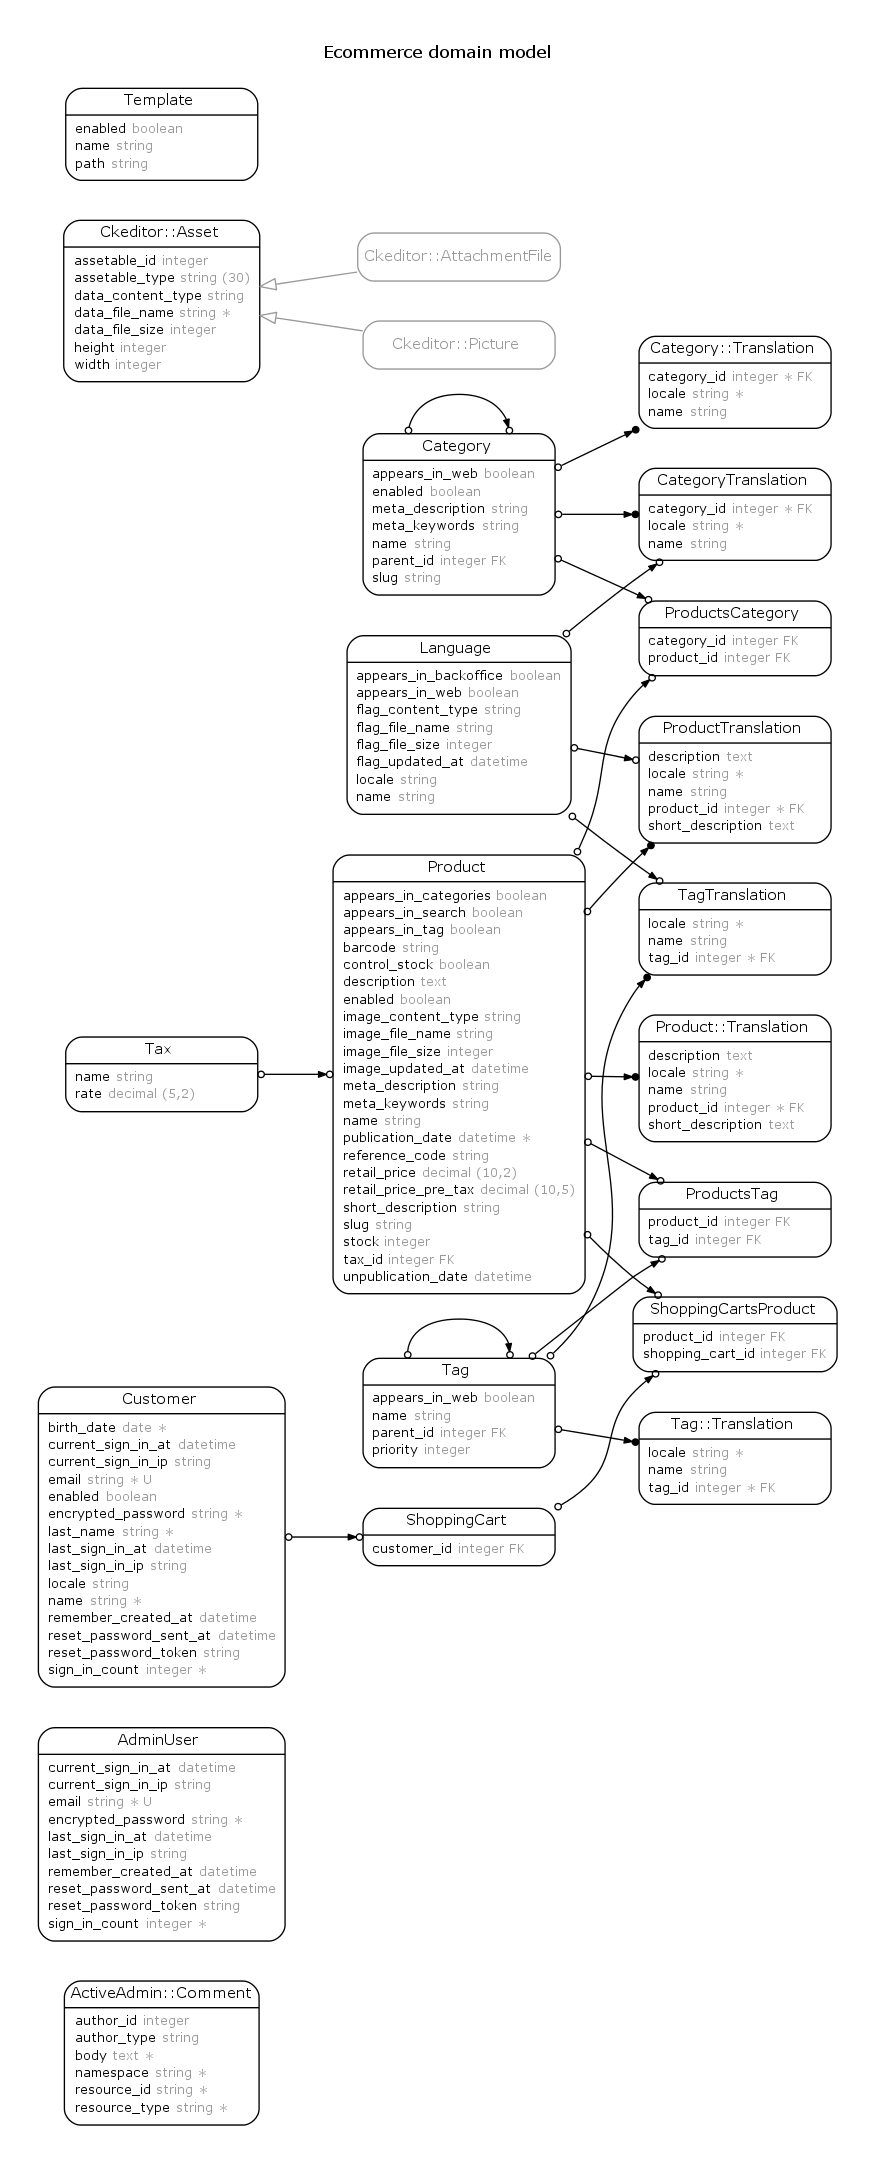 Ecommerce domain model
Template
enabled boolean
name string
path string
Ckeditor::Asset
assetable_id integer
assetable_type string (30)
data_content_type string
data_file_name string *
data_file_size integer
height integer
width integer
Ckeditor::AttachmentFile
Ckeditor::Picture
Category::Translation
category_id integer * FK
locale string *
name string
Category
appears_in_web boolean
enabled boolean
meta_description string
meta_keywords string
name string
parent_id integer FK
slug string
CategoryTranslation
category_id integer * FK
locale string *
name string
ProductsCategory
category_id integer FK
product_id integer FK
Language
appears_in_backoffice boolean
appears_in_web boolean
flag_content_type string
flag_file_name string
flag_file_size integer
flag_updated_at datetime
locale string
name string
ProductTranslation
description text
locale string *
name string
product_id integer * FK
short_description text
Product
appears_in_categories boolean
appears_in_search boolean
appears_in_tag boolean
barcode string
control_stock boolean
description text
enabled boolean
image_content_type string
image_file_name string
image_file_size integer
image_updated_at datetime
meta_description string
meta_keywords string
name string
publication_date datetime *
reference_code string
retail_price decimal (10,2)
retail_price_pre_tax decimal (10,5)
short_description string
slug string
stock integer
tax_id integer FK
unpublication_date datetime
TagTranslation
locale string *
name string
tag_id integer * FK
Tax
name string
rate decimal (5,2)
Product::Translation
description text
locale string *
name string
product_id integer * FK
short_description text
ProductsTag
product_id integer FK
tag_id integer FK
ShoppingCartsProduct
product_id integer FK
shopping_cart_id integer FK
Tag
appears_in_web boolean
name string
parent_id integer FK
priority integer
Tag::Translation
locale string *
name string
tag_id integer * FK
Customer
birth_date date *
current_sign_in_at datetime
current_sign_in_ip string
email string * U
enabled boolean
encrypted_password string *
last_name string *
last_sign_in_at datetime
last_sign_in_ip string
locale string
name string *
remember_created_at datetime
reset_password_sent_at datetime
reset_password_token string
sign_in_count integer *
ShoppingCart
customer_id integer FK
AdminUser
current_sign_in_at datetime
current_sign_in_ip string
email string * U
encrypted_password string *
last_sign_in_at datetime
last_sign_in_ip string
remember_created_at datetime
reset_password_sent_at datetime
reset_password_token string
sign_in_count integer *
ActiveAdmin::Comment
author_id integer
author_type string
body text *
namespace string *
resource_id string *
resource_type string *